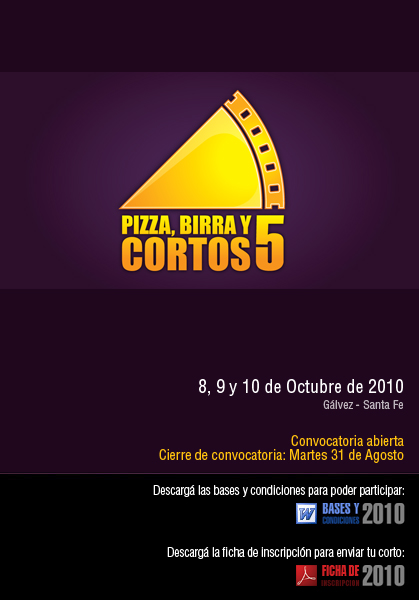 PIZZA, BIRRA Y
CORTOS 5
8, 9 y 10 de Octubre de 2010
Gálvez - Santa Fe
Convocatoria abierta
Cierre de convocatoria: Martes 31 de Agosto
Descargá las bases y condiciones para poder participar:
W BASES Y
CONDICIONES 2010
Descargá la ficha de inscripción para enviar tu corto:
FICHA DE
INSCRIPCION 2010